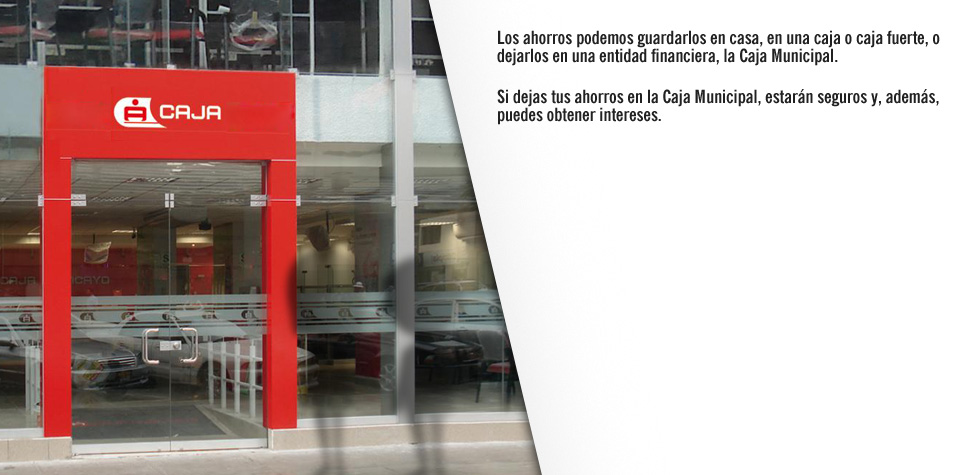 CAJA
Los ahorros podemos guardarlos en casa, en una caja o caja fuerte, o
dejarlos en una entidad financiera, la Caja Municipal.
Si dejas tus ahorros en la Caja Municipal, estarán seguros y, además,
puedes obtener intereses.
CAJA